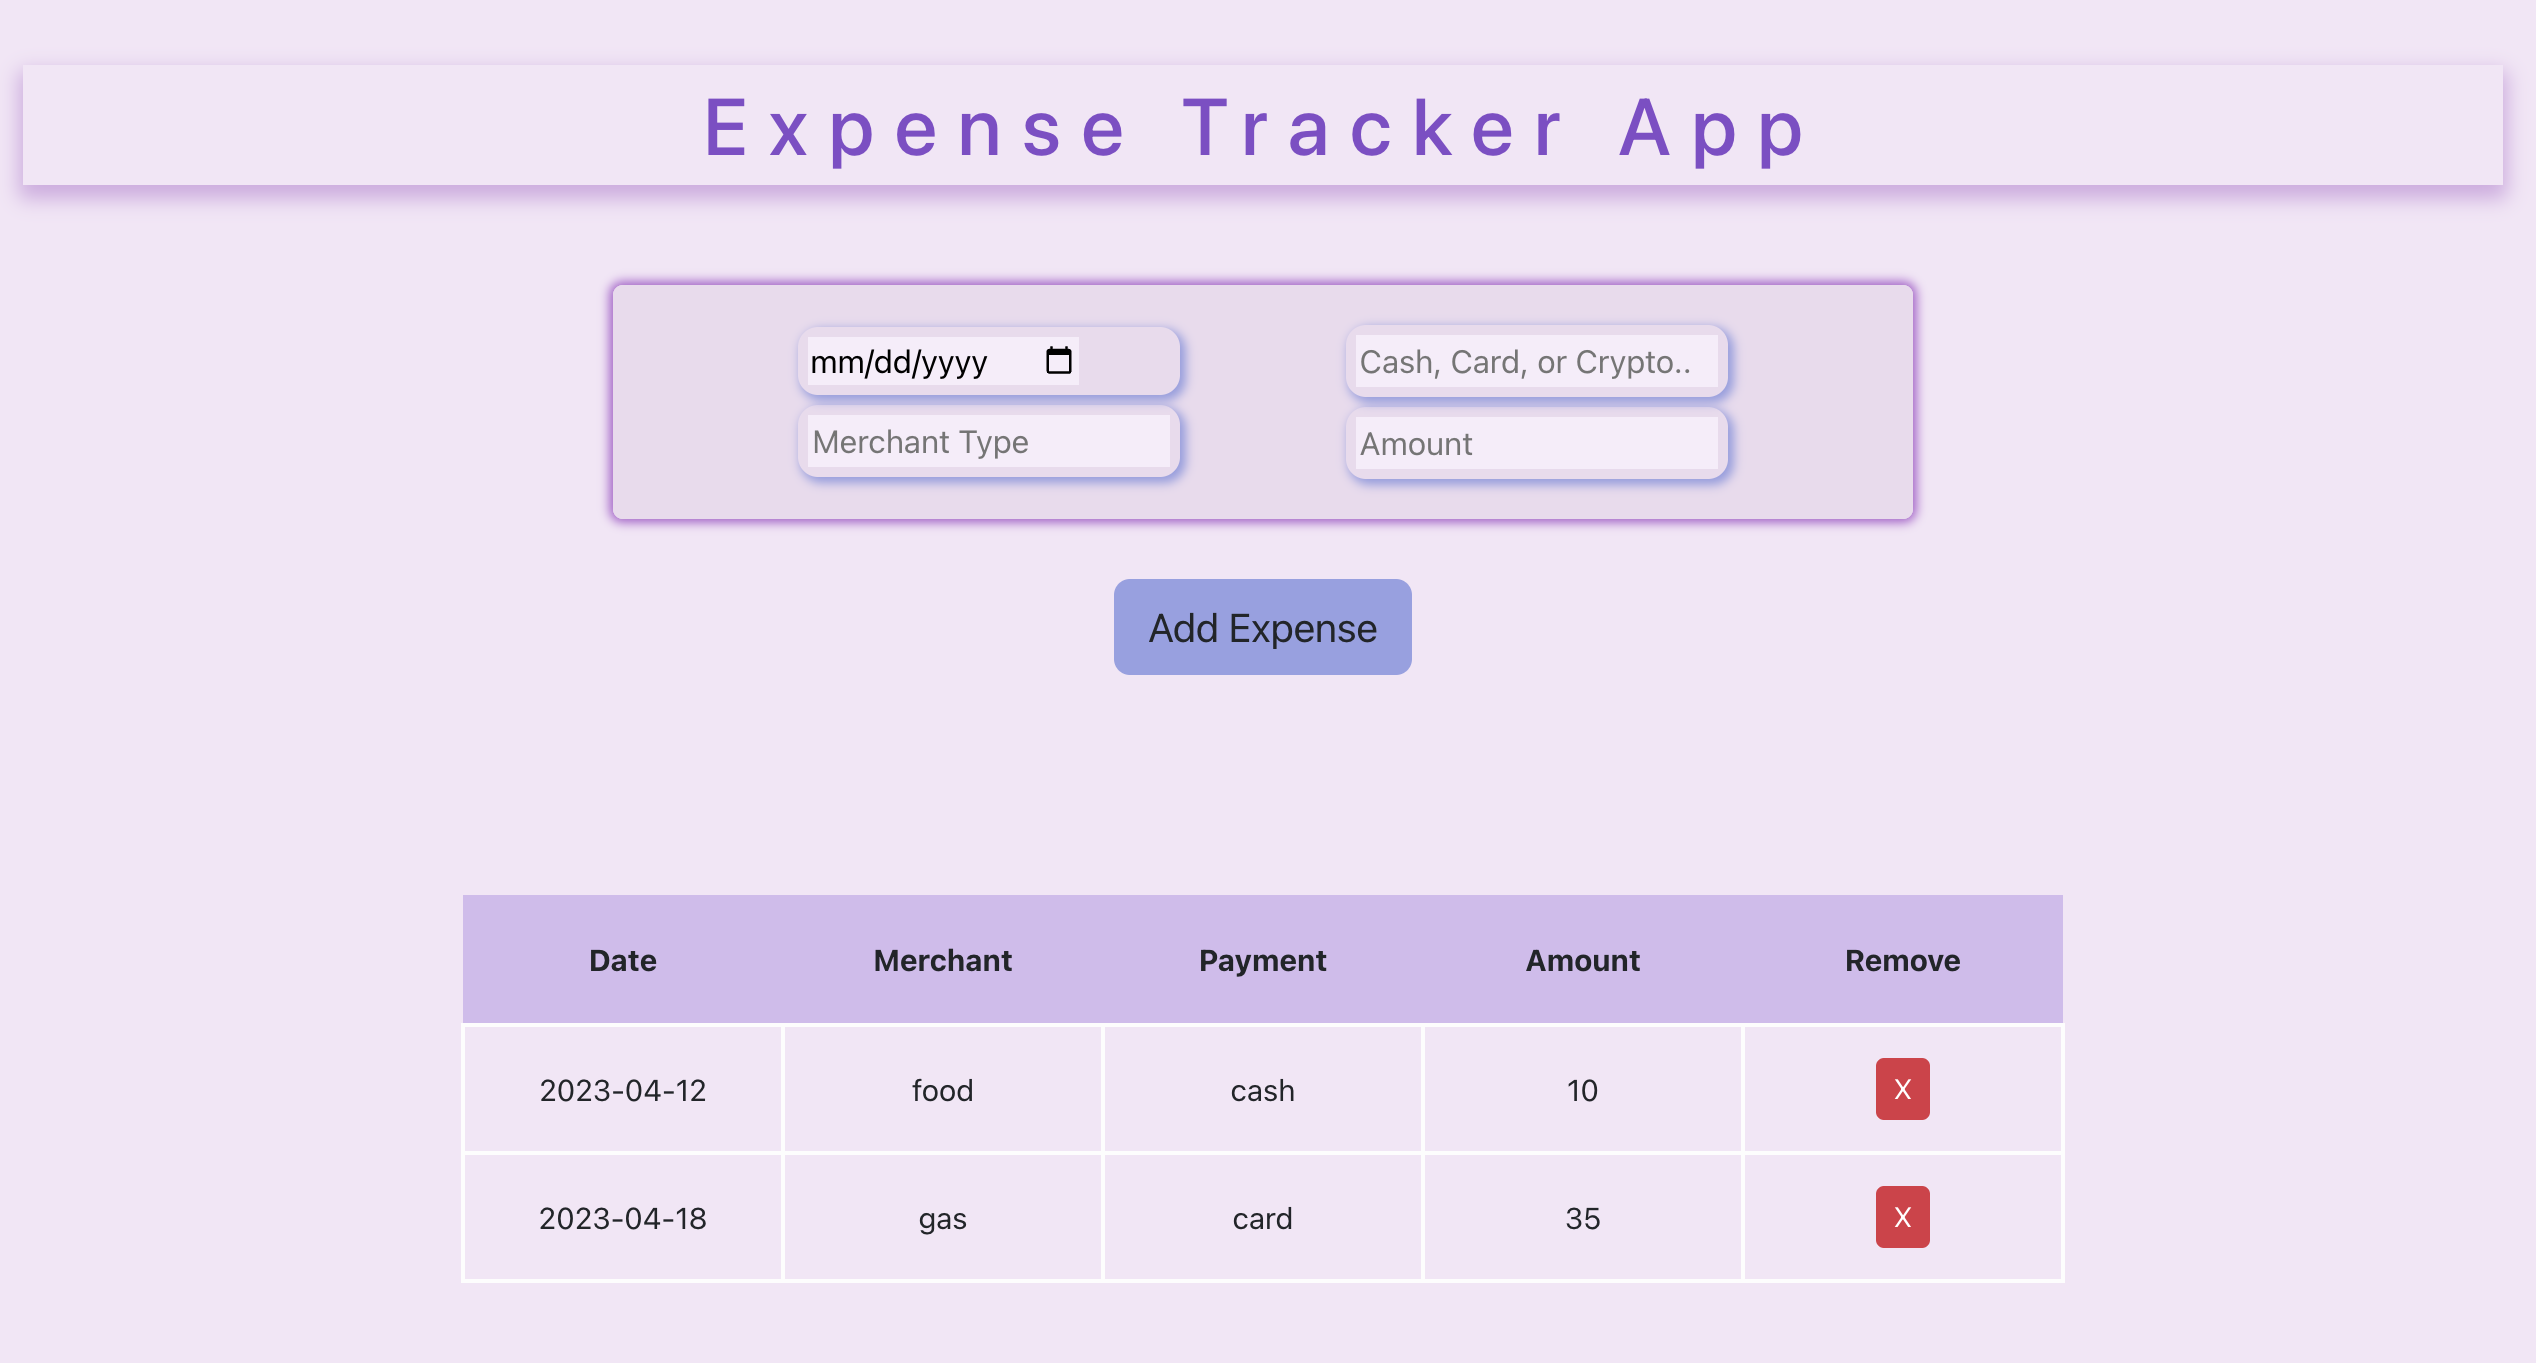 Expense Tracker App
mm/dd/yyyy
Cash, Card, or Crypto..
Merchant Type
Amount
Add Expense
Date Merchant Payment Amount Remove
2023-04-12 food cash 10 X
2023-04-18 gas card 35 X